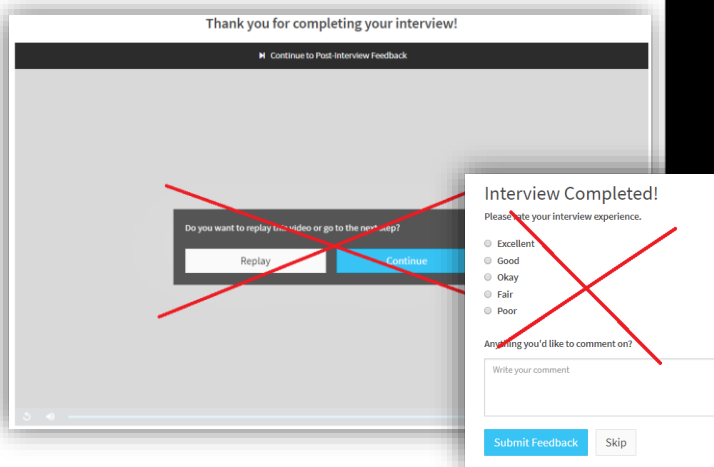 Thank you for completing your interview!
Continue to Post-Interview Feedback
Do you want to replay this video or go to the next step?
Replay
Continue
Interview Completed!
Please rate your interview experience.
Excellent
Good
Okay
Fair
Poor
Anything you'd like to comment on?
Write your comment
Submit Feedback
Skip